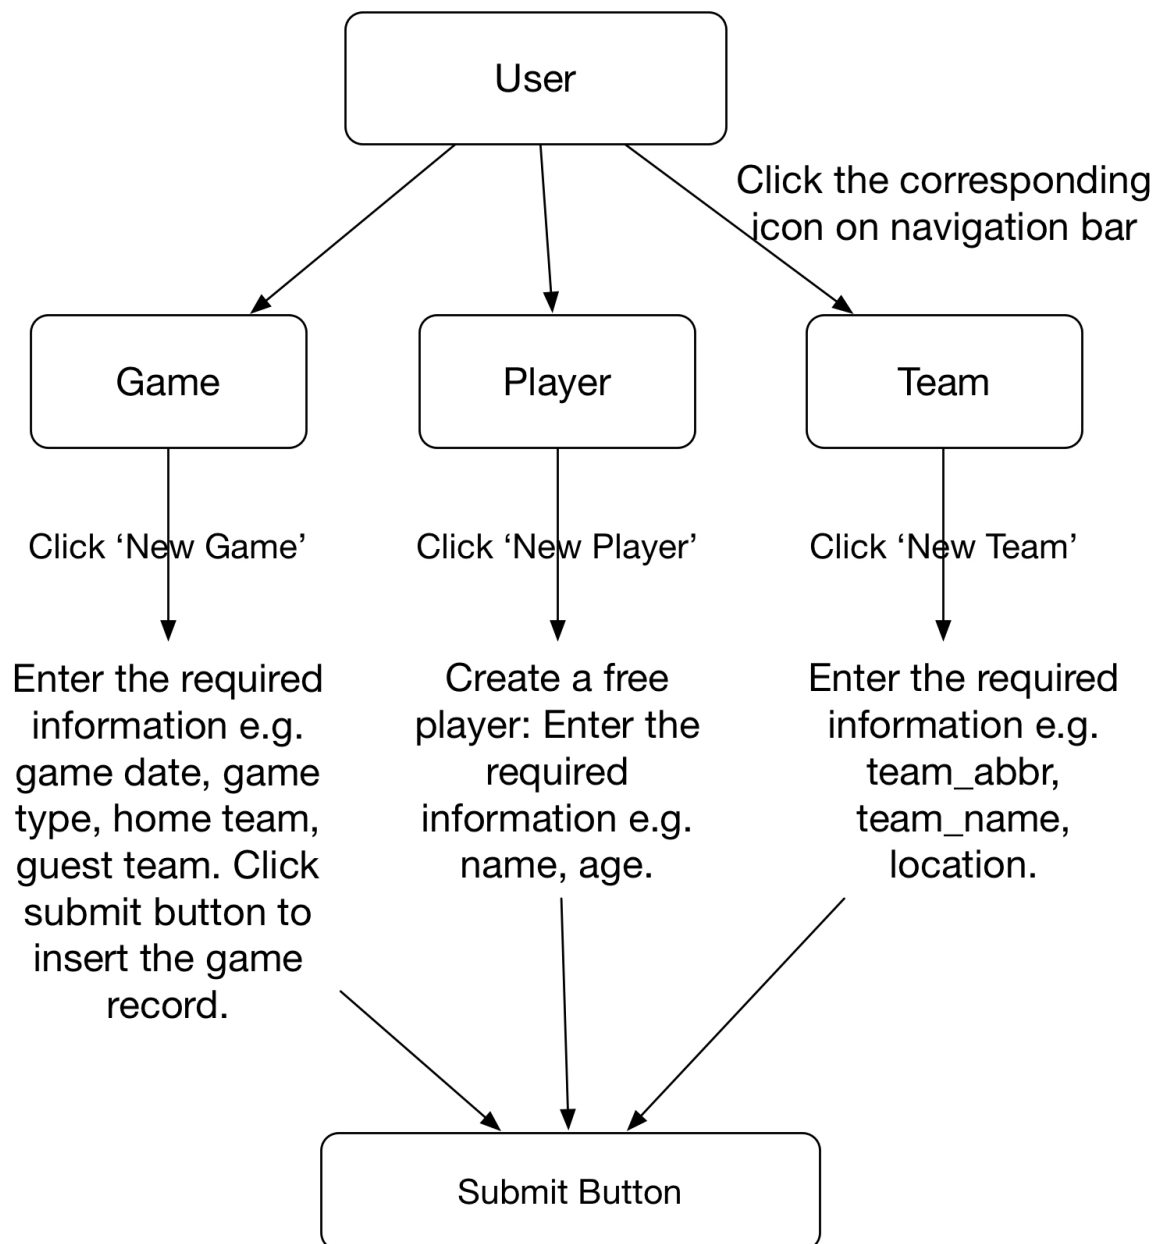 User
Click the corresponding
icon on navigation bar
Game
Player
Team
Click ‘New Game’
Click ‘New Player’
Click ‘New Team’
Enter the required
information e.g.
game date, game
type, home team,
guest team. Click
submit button to
insert the game
record.
Create a free
player: Enter the
required
information e.g.
name, age.
Enter the required
information e.g.
team_abbr,
team_name,
location.
Submit Button